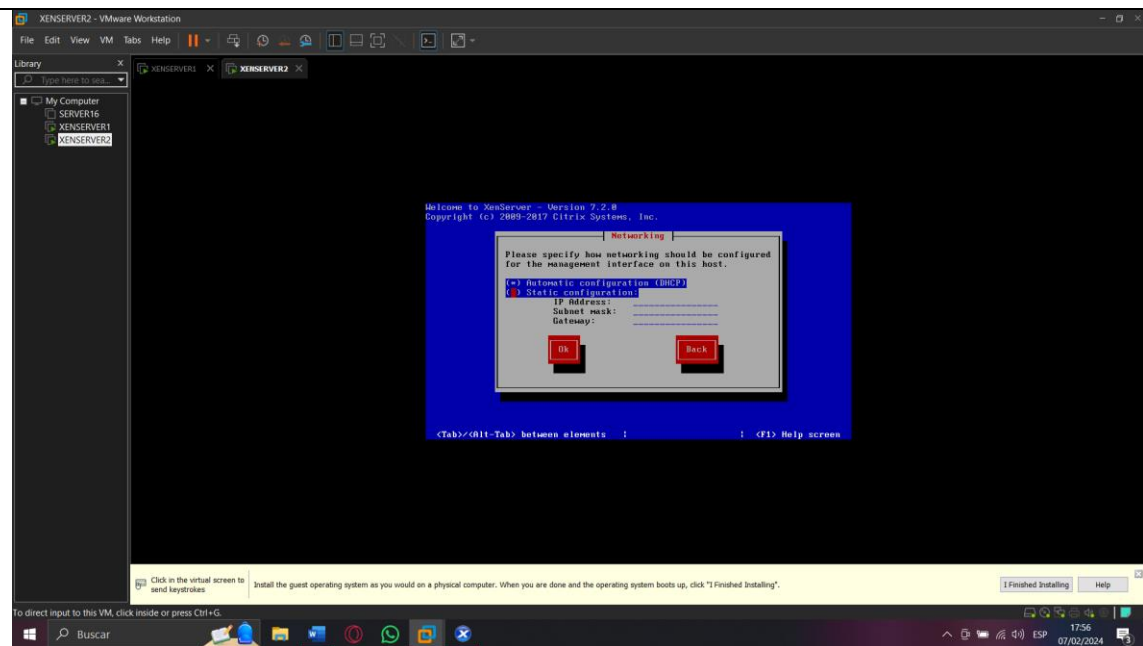 XENSERVER2 - VMware Workstation
File Edit View VM Tabs Help
Library X
Type here to sea...
My Computer
SERVER16
XENSERVER1
XENSERVER2
XENSERVER1 X XENSERVER2 X
Welcome to XenServer - Version 7.2.0
Copyright (c) 2009-2017 Citrix Systems, Inc.
Networking
Please specify how networking should be configured
for the management interface on this host.
(*) Automatic configuration (DHCP)
( ) Static configuration:
IP Address: ________________
Subnet mask: ________________
Gateway: ________________
Ok Back
<Tab>/<Alt-Tab> between elements | | <F1> Help screen
Click in the virtual screen to
send keystrokes
Install the guest operating system as you would on a physical computer. When you are done and the operating system boots up, click "I Finished Installing".
I Finished Installing Help
To direct input to this VM, click inside or press Ctrl+G.
Buscar
ESP
17:56
07/02/2024
3